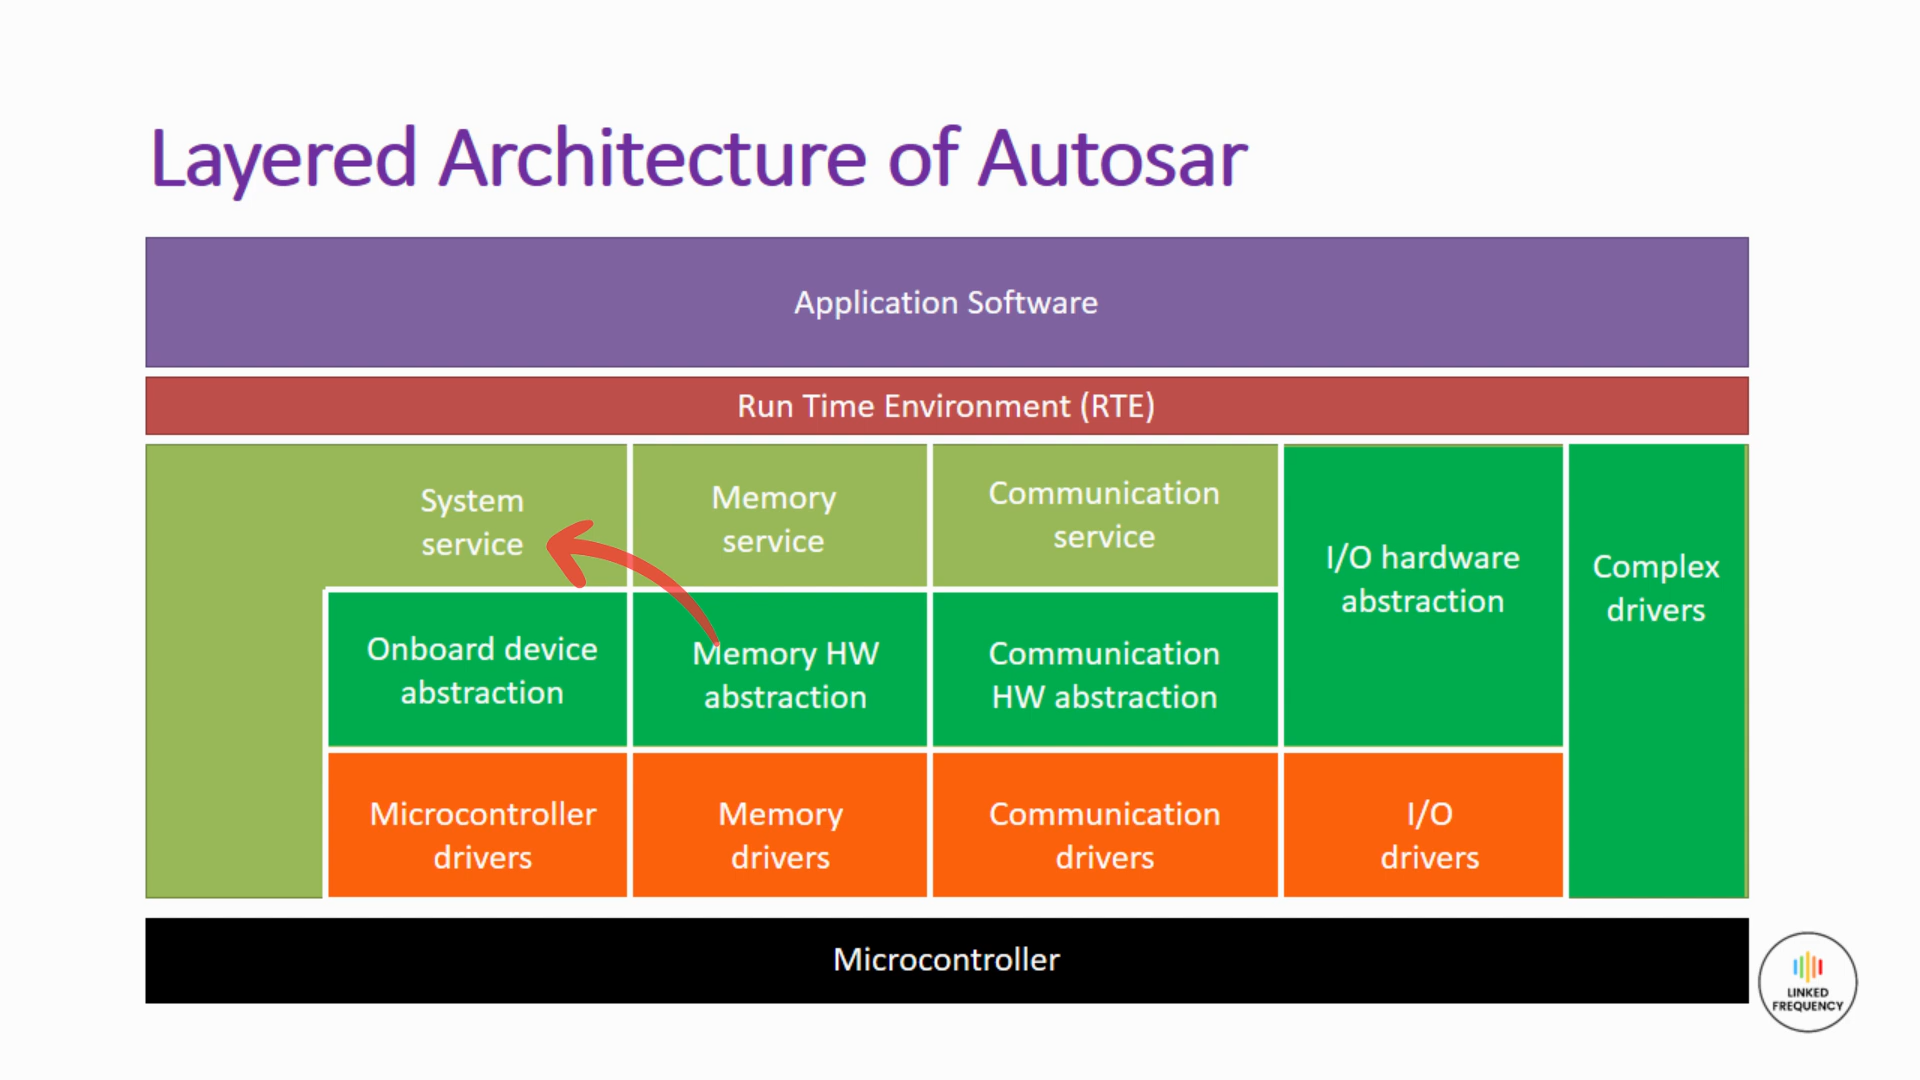 Layered Architecture of Autosar
Application Software
Run Time Environment (RTE)
System
service
Memory
service
Communication
service
I/O hardware
abstraction
Complex
drivers
Onboard device
abstraction
Memory HW
abstraction
Communication
HW abstraction
Microcontroller
drivers
Memory
drivers
Communication
drivers
I/O
drivers
Microcontroller
LINKED
FREQUENCY